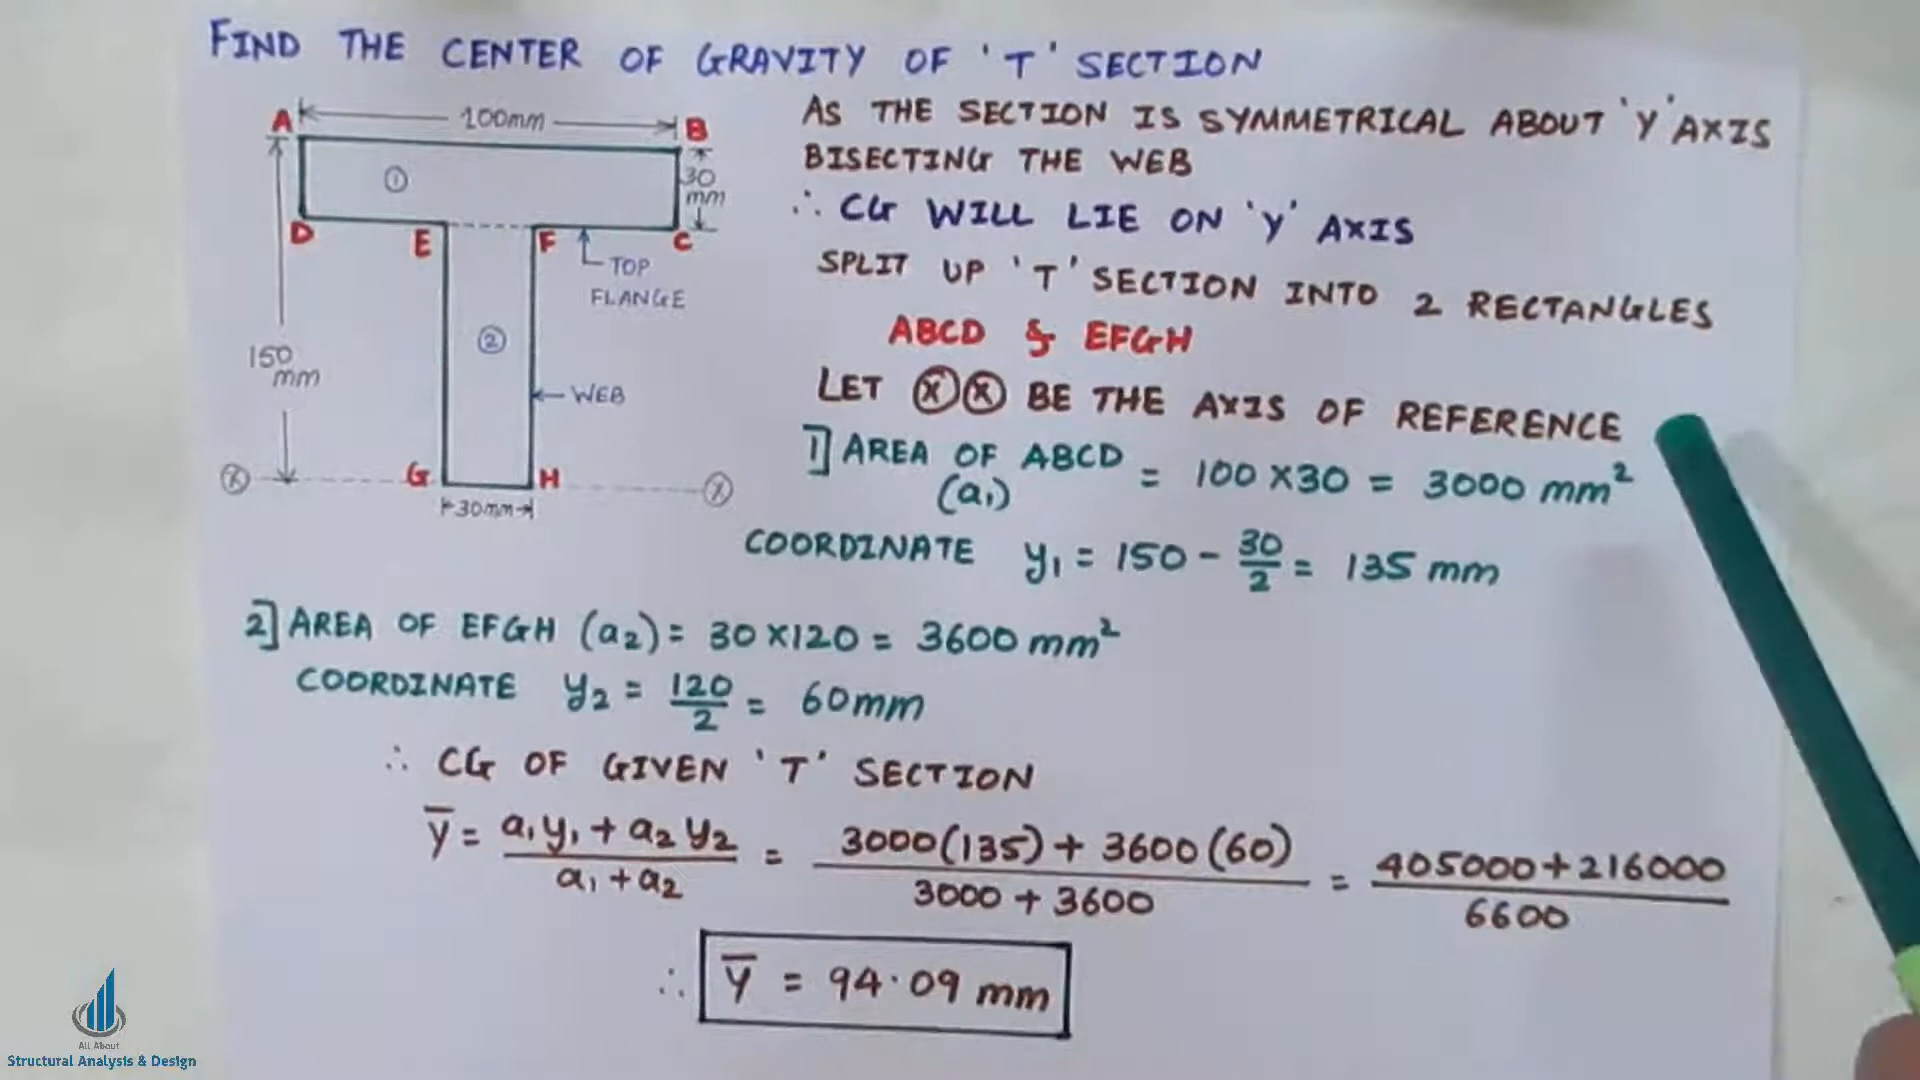 FIND THE CENTER OF GRAVITY OF 'T' SECTION
A
100mm
B
①
30
mm
D
E
F
C
TOP
FLANGE
②
150
mm
WEB
Ⓧ
G
H
Ⓧ
30mm
AS THE SECTION IS SYMMETRICAL ABOUT 'Y' AXIS
BISECTING THE WEB
∴ CG WILL LIE ON 'Y' AXIS
SPLIT UP 'T' SECTION INTO 2 RECTANGLES
ABCD & EFGH
LET ⓍⓍ BE THE AXIS OF REFERENCE
1] AREA OF ABCD (a₁) = 100 × 30 = 3000 mm²
COORDINATE y₁ = 150 - 30/2 = 135 mm
2] AREA OF EFGH (a₂) = 30 × 120 = 3600 mm²
COORDINATE y₂ = 120/2 = 60mm
∴ CG OF GIVEN 'T' SECTION
ȳ = (a₁y₁ + a₂y₂)/(a₁ + a₂) = (3000(135) + 3600(60))/(3000 + 3600) = (405000 + 216000)/6600
∴ ȳ = 94.09 mm
All About
Structural Analysis & Design